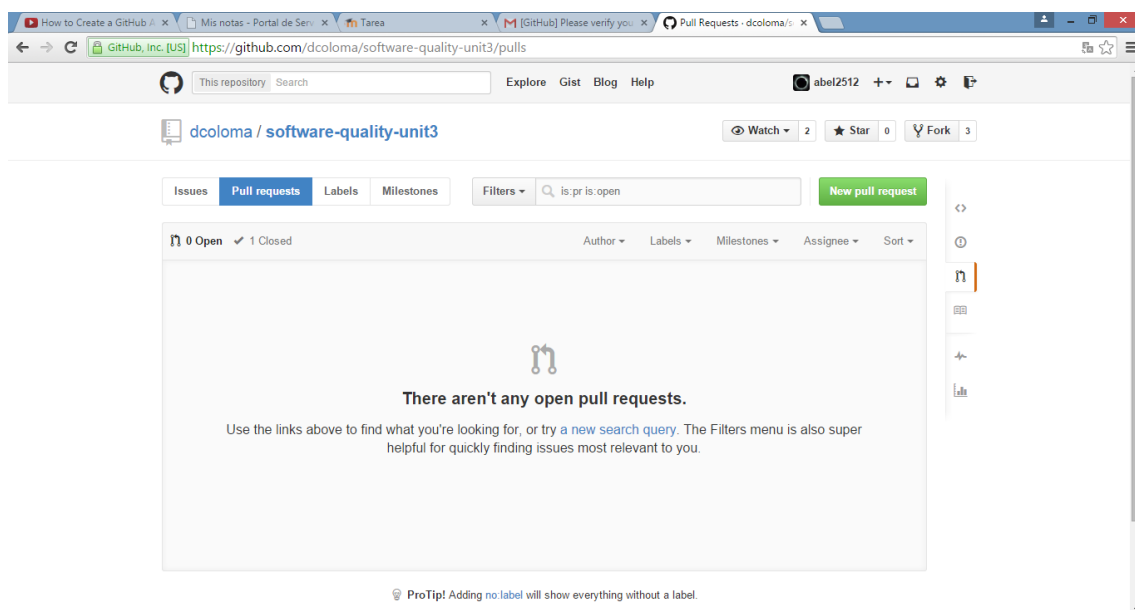 How to Create a GitHub A
Mis notas - Portal de Serv
Tarea
[GitHub] Please verify you
Pull Requests · dcoloma/s
GitHub, Inc. [US] https://github.com/dcoloma/software-quality-unit3/pulls
This repository Search
Explore Gist Blog Help
abel2512
dcoloma / software-quality-unit3
Watch 2
Star 0
Fork 3
Issues Pull requests Labels Milestones
Filters is:pr is:open
New pull request
0 Open 1 Closed
Author Labels Milestones Assignee Sort
There aren't any open pull requests.
Use the links above to find what you're looking for, or try a new search query. The Filters menu is also super
helpful for quickly finding issues most relevant to you.
ProTip! Adding no:label will show everything without a label.